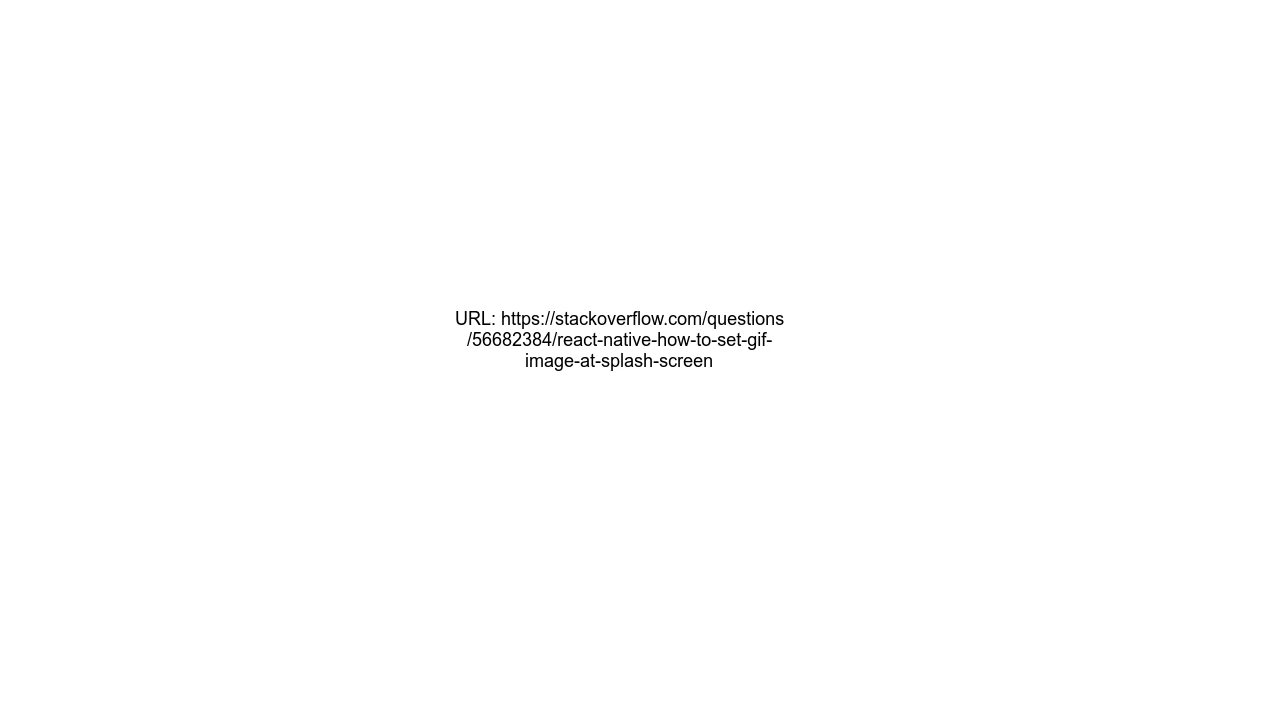 URL: https://stackoverflow.com/questions
/56682384/react-native-how-to-set-gif-
image-at-splash-screen